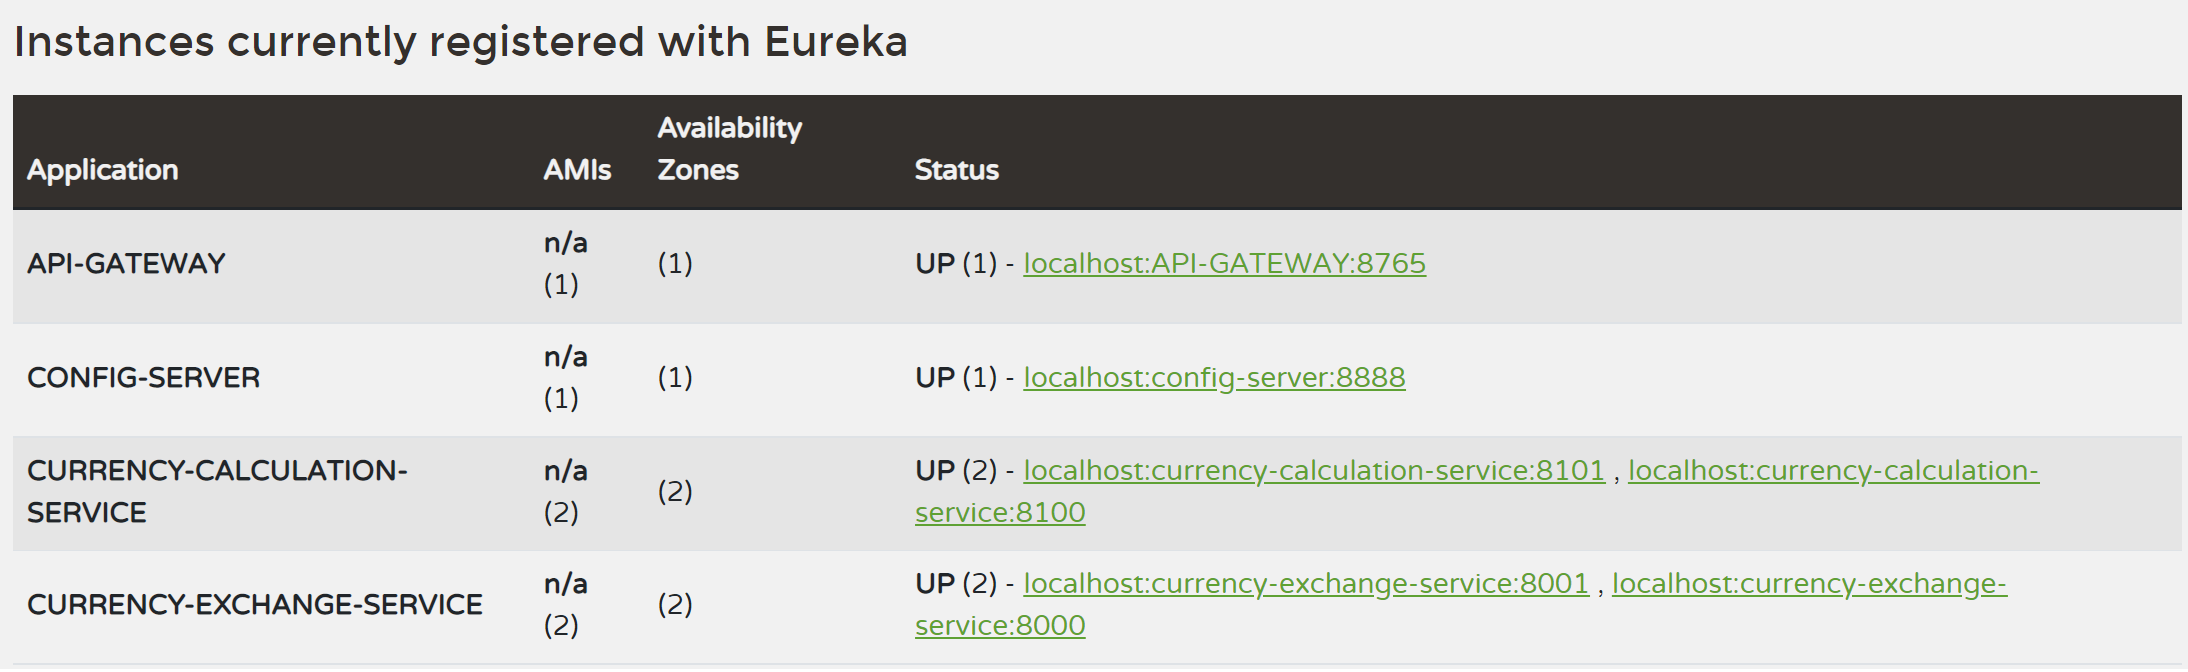 Instances currently registered with Eureka
Application AMIs Availability Zones Status
API-GATEWAY n/a (1) (1) UP (1) - localhost:API-GATEWAY:8765
CONFIG-SERVER n/a (1) (1) UP (1) - localhost:config-server:8888
CURRENCY-CALCULATION-SERVICE n/a (2) (2) UP (2) - localhost:currency-calculation-service:8101 , localhost:currency-calculation-service:8100
CURRENCY-EXCHANGE-SERVICE n/a (2) (2) UP (2) - localhost:currency-exchange-service:8001 , localhost:currency-exchange-service:8000